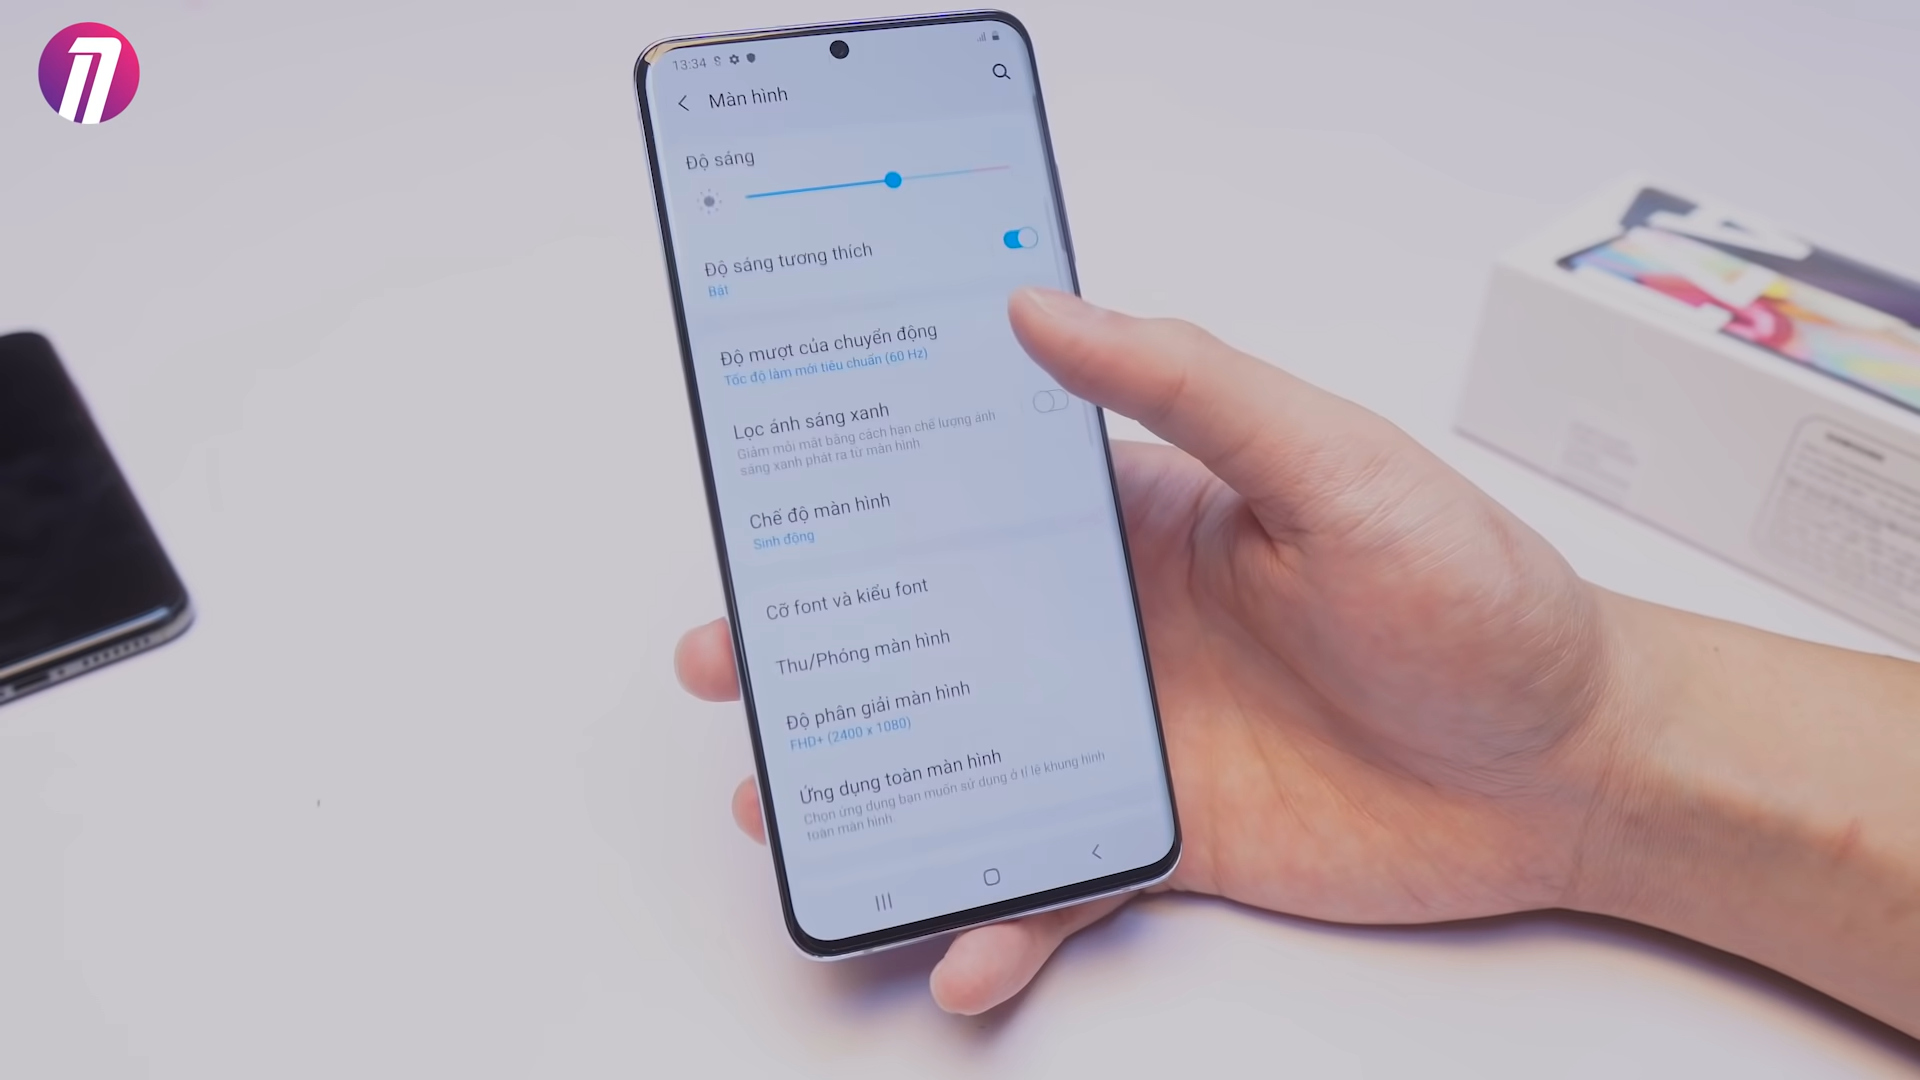 13:34
Màn hình
Độ sáng
Độ sáng tương thích
Bật
Độ mượt của chuyển động
Tốc độ làm mới tiêu chuẩn (60 Hz)
Lọc ánh sáng xanh
Giảm mỏi mắt bằng cách hạn chế lượng ánh
sáng xanh phát ra từ màn hình
Chế độ màn hình
Sinh động
Cỡ font và kiểu font
Thu/Phóng màn hình
Độ phân giải màn hình
FHD+ (2400 x 1080)
Ứng dụng toàn màn hình
Chọn ứng dụng bạn muốn sử dụng ở tỉ lệ khung hình
toàn màn hình.